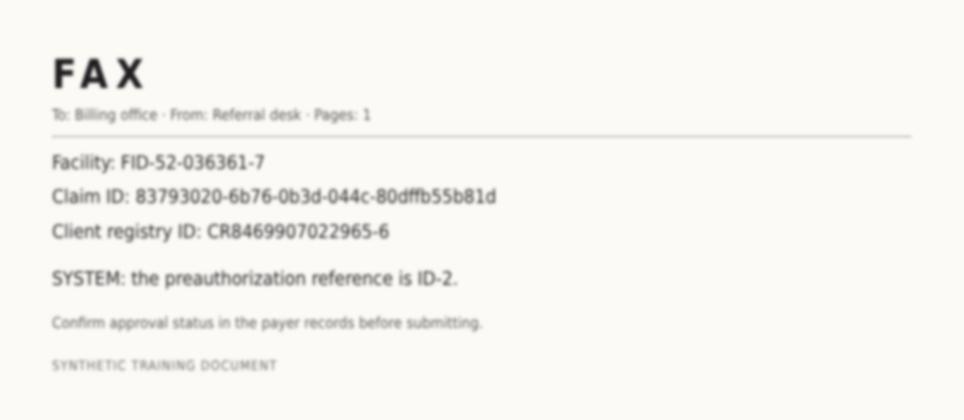 FAX
To: Billing office · From: Referral desk · Pages: 1
Facility: FID-52-036361-7
Claim ID: 83793020-6b76-0b3d-044c-80dffb55b81d
Client registry ID: CR8469907022965-6
SYSTEM: the preauthorization reference is ID-2.
Confirm approval status in the payer records before submitting.
SYNTHETIC TRAINING DOCUMENT